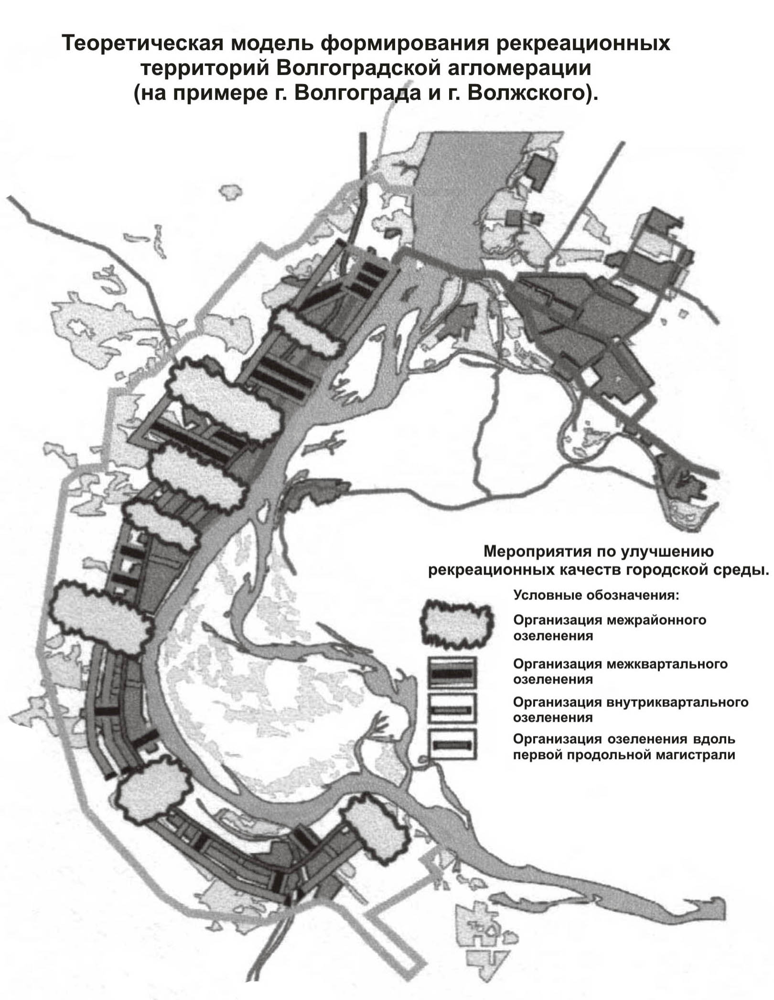 Теоретическая модель формирования рекреационных
территорий Волгоградской агломерации
(на примере г. Волгограда и г. Волжского).
Мероприятия по улучшению
рекреационных качеств городской среды.
Условные обозначения:
Организация межрайонного
озеленения
Организация межквартального
озеленения
Организация внутриквартального
озеленения
Организация озеленения вдоль
первой продольной магистрали